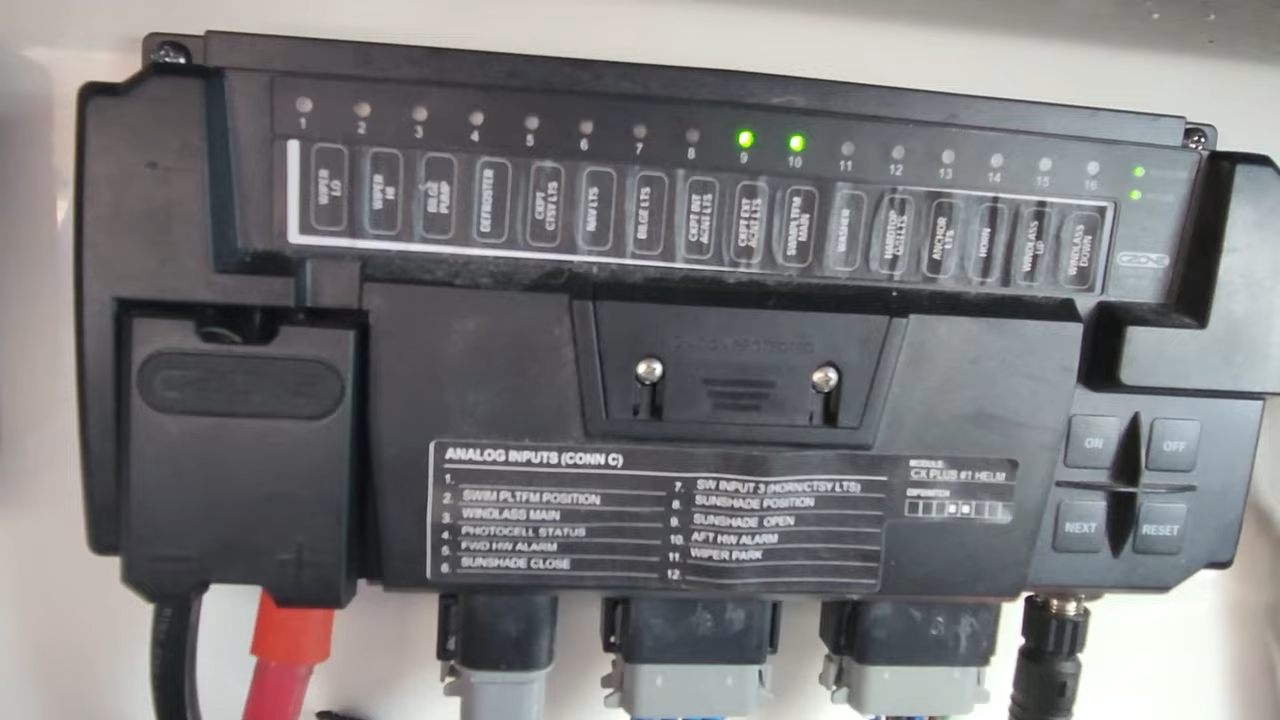 1 2 3 4 5 6 7 8 9 10 11 12 13 14 15 16
WIPER LO
WIPER HI
BILGE PUMP
DEFROSTER
CKPT CTSY LTS
NAV LTS
BILGE LTS
CKPT INT ACNT LTS
CKPT EXT ACNT LTS
SWMPLTFM MAIN
WASHER
HARDTOP
ANCHOR LTS
HORN
WINDLASS UP
WINDLASS DOWN
CZONE
ANALOG INPUTS (CONN C)
1.
2. SWIM PLTFM POSITION
3. WINDLASS MAIN
4. PHOTOCELL STATUS
5. FWD HW ALARM
6. SUNSHADE CLOSE
7. SW INPUT 3 (HORN/CTSY LTS)
8. SUNSHADE POSITION
9. SUNSHADE OPEN
10. AFT HW ALARM
11. WIPER PARK
12.
MODULE:
CX PLUS #1 HELM
DIPSWITCH
ON OFF
NEXT RESET
- +